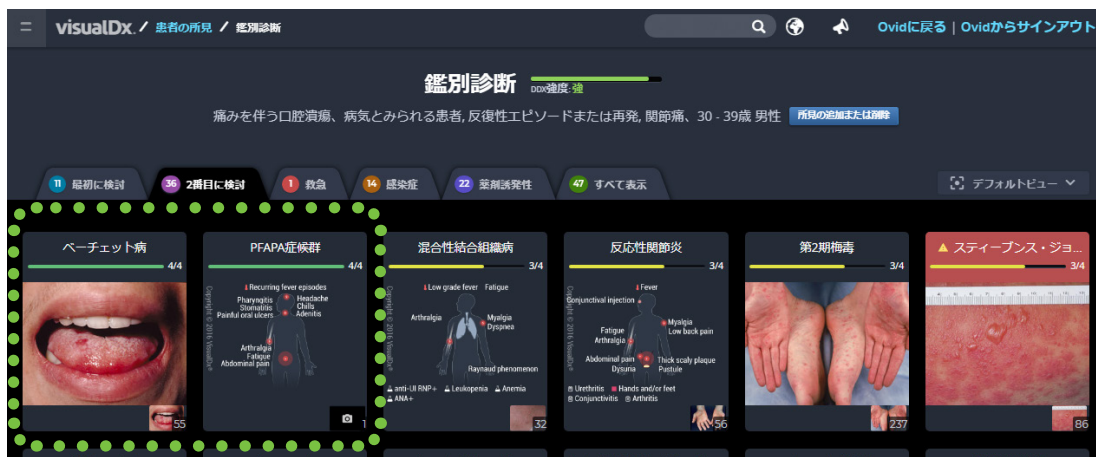 visualDx. / 患者の所見 / 鑑別診断
Ovidに戻る | Ovidからサインアウト
鑑別診断 DDX強度:強
痛みを伴う口腔潰瘍、病気とみられる患者, 反復性エピソードまたは再発, 関節痛、30 - 39歳 男性 所見の追加または削除
11 最初に検討 36 2番目に検討 1 救急 14 感染症 22 薬剤誘発性 47 すべて表示 デフォルトビュー
ベーチェット病
4/4
55
PFAPA症候群
4/4
Recurring fever episodes
Pharyngitis
Stomatitis
Painful oral ulcers
Headache
Chills
Adenitis
Arthralgia
Fatigue
Abdominal pain
Copyright © 2016 VisualDx®
1
混合性結合組織病
3/4
Low grade fever Fatigue
Arthralgia
Myalgia
Dyspnea
Raynaud phenomenon
anti-UI RNP+ Leukopenia Anemia
ANA+
Copyright © 2016 VisualDx®
32
反応性関節炎
3/4
Fever
Conjunctival injection
Myalgia
Low back pain
Fatigue
Arthralgia
Abdominal pain
Dysuria
Thick scaly plaque
Pustule
Urethritis Hands and/or feet
Conjunctivitis Arthritis
Copyright © 2016 VisualDx®
56
第2期梅毒
3/4
237
スティーブンス・ジョ...
3/4
86